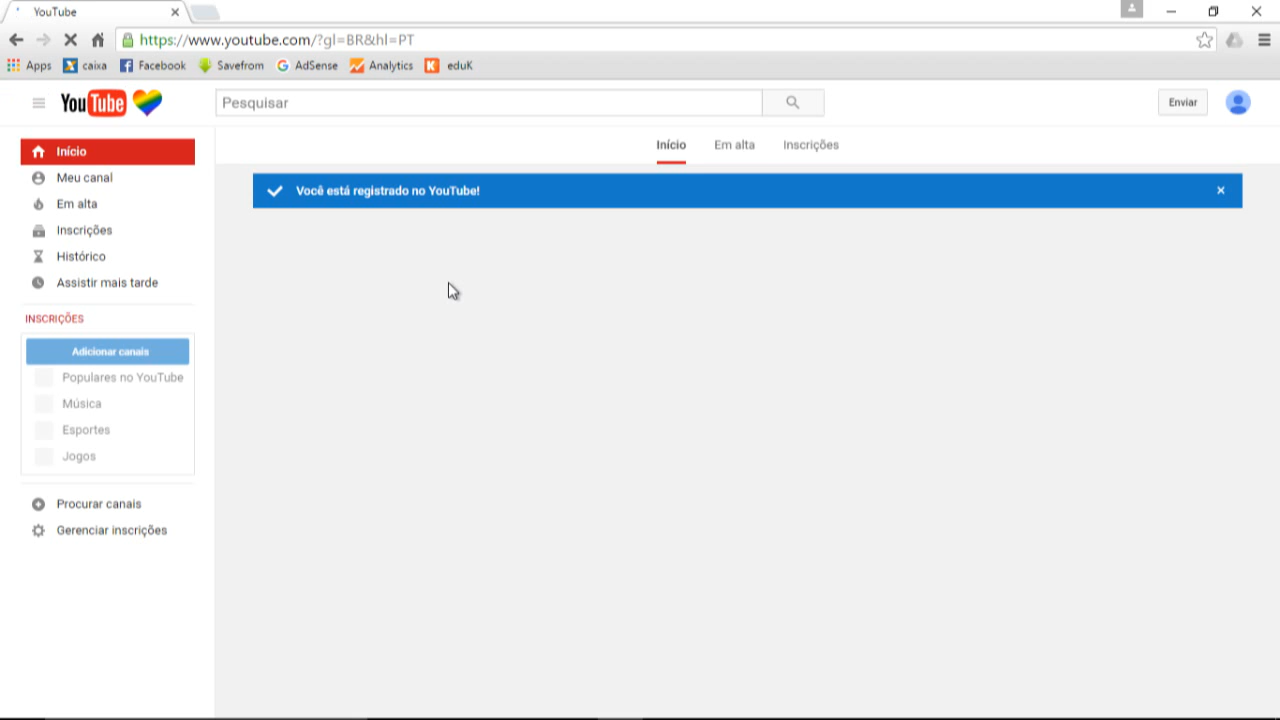 YouTube
https://www.youtube.com/?gl=BR&hl=PT
Apps caixa Facebook Savefrom AdSense Analytics eduK
YouTube Pesquisar Enviar
Início Em alta Inscrições
Início
Meu canal
Em alta
Inscrições
Histórico
Assistir mais tarde
Você está registrado no YouTube!
INSCRIÇÕES
Adicionar canais
Populares no YouTube
Música
Esportes
Jogos
Procurar canais
Gerenciar inscrições